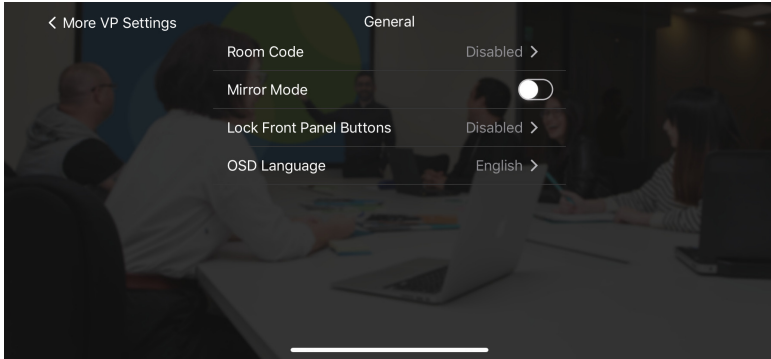 More VP Settings
General
Room Code Disabled
Mirror Mode
Lock Front Panel Buttons Disabled
OSD Language English